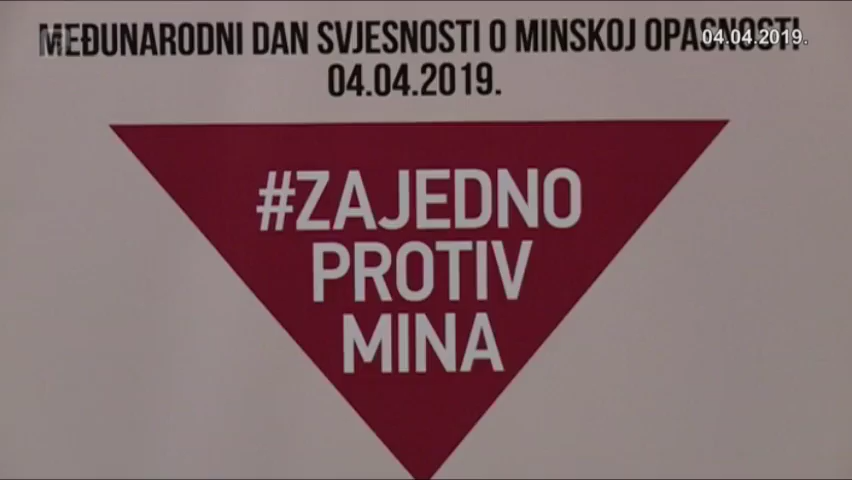 MEĐUNARODNI DAN SVJESNOSTI O MINSKOJ OPASNOSTI
04.04.2019.
04.04.2019.
#ZAJEDNO
PROTIV
MINA